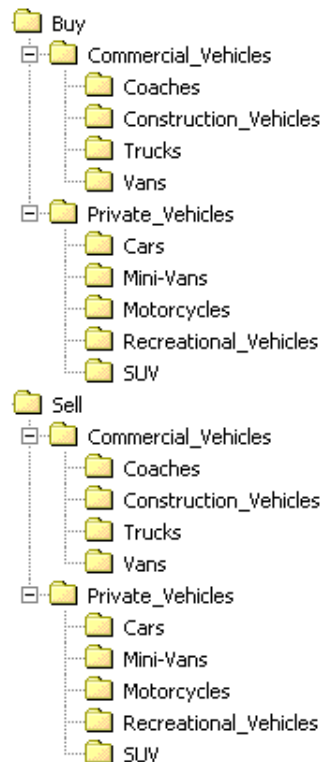 Buy
Commercial_Vehicles
Coaches
Construction_Vehicles
Trucks
Vans
Private_Vehicles
Cars
Mini-Vans
Motorcycles
Recreational_Vehicles
SUV
Sell
Commercial_Vehicles
Coaches
Construction_Vehicles
Trucks
Vans
Private_Vehicles
Cars
Mini-Vans
Motorcycles
Recreational_Vehicles
SUV